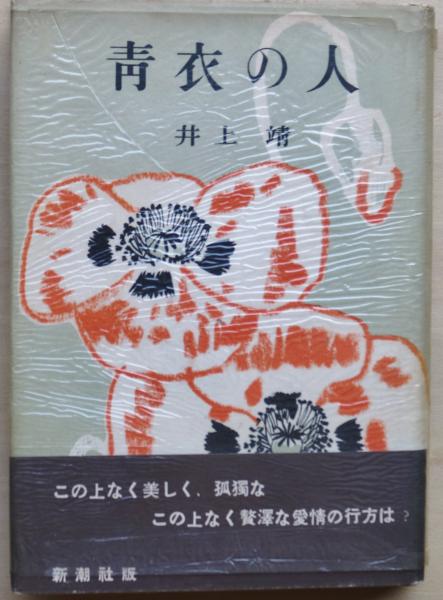 青衣の人
井上靖
この上なく美しく、孤獨な
この上なく贅澤な愛情の行方は?
新潮社版